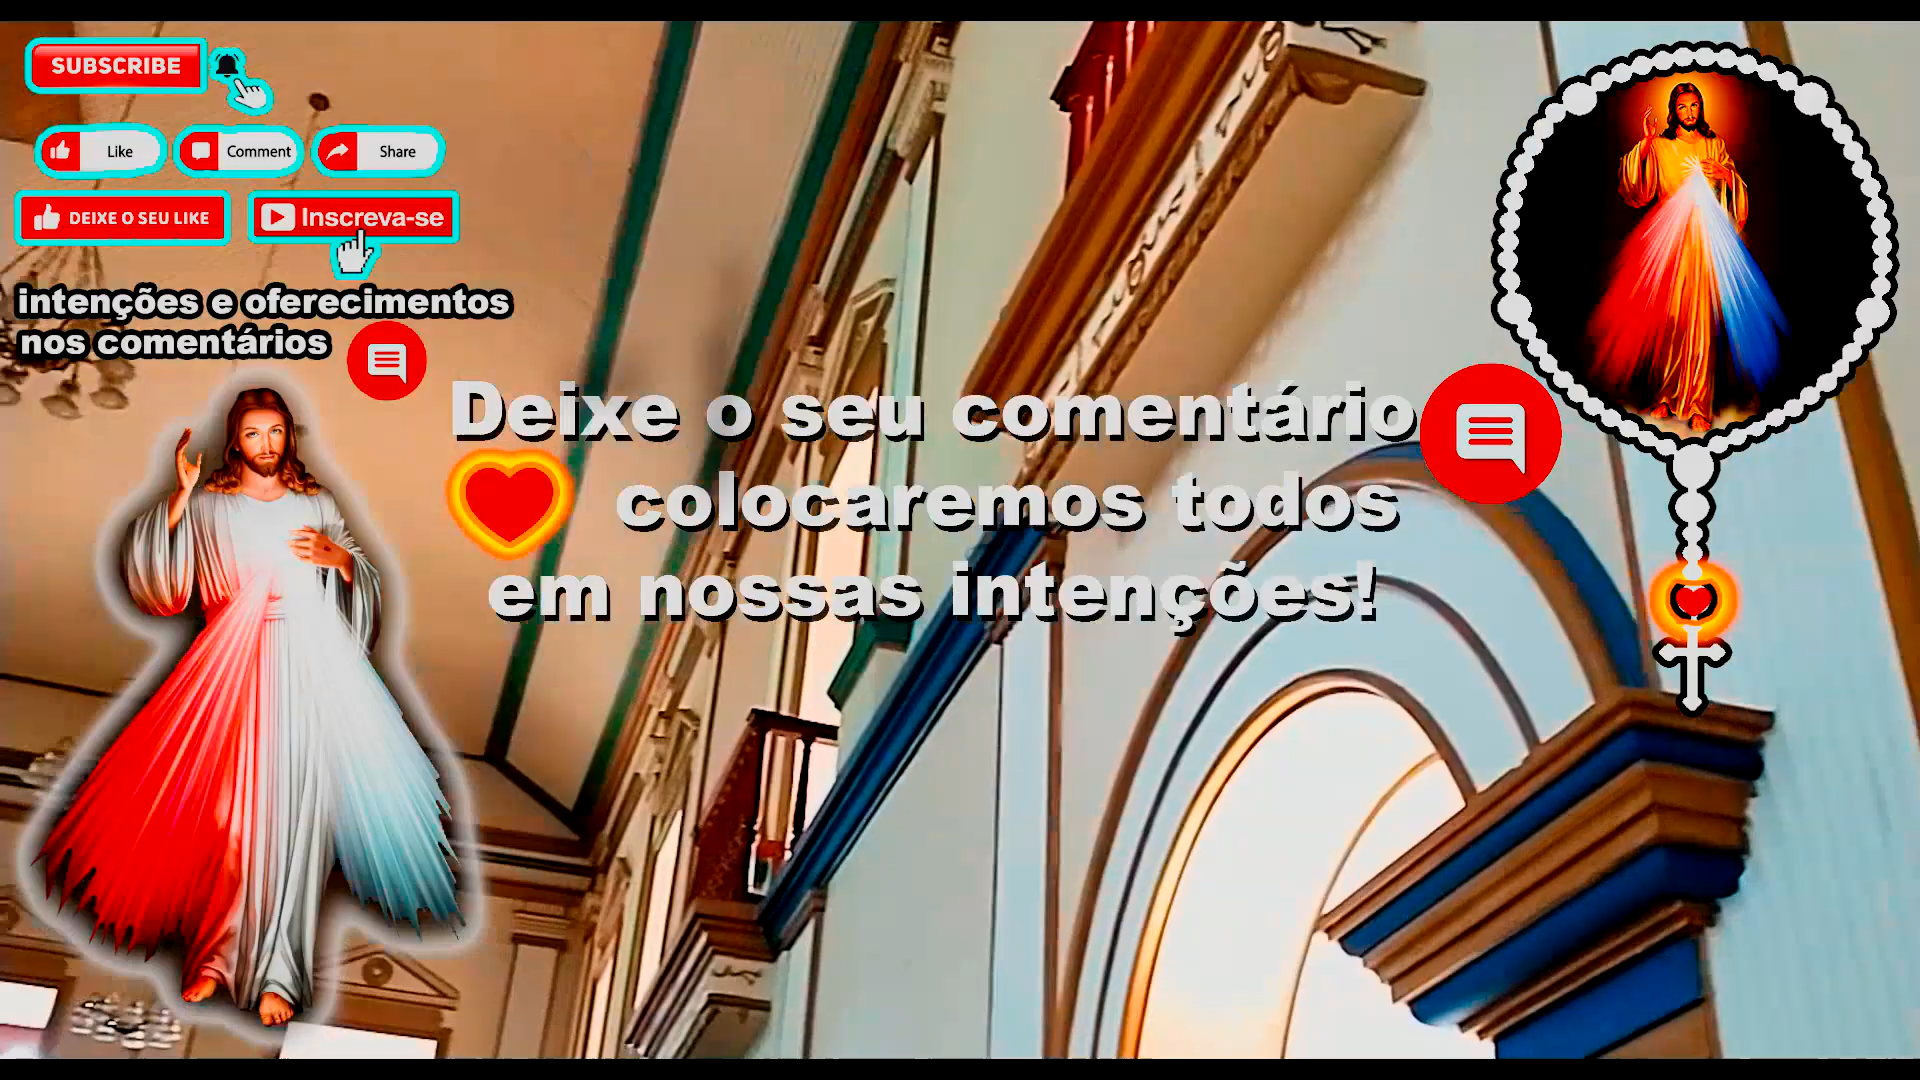 SUBSCRIBE
Like
Comment
Share
DEIXE O SEU LIKE
Inscreva-se
intenções e oferecimentos
nos comentários
Deixe o seu comentário
colocaremos todos
em nossas intenções!